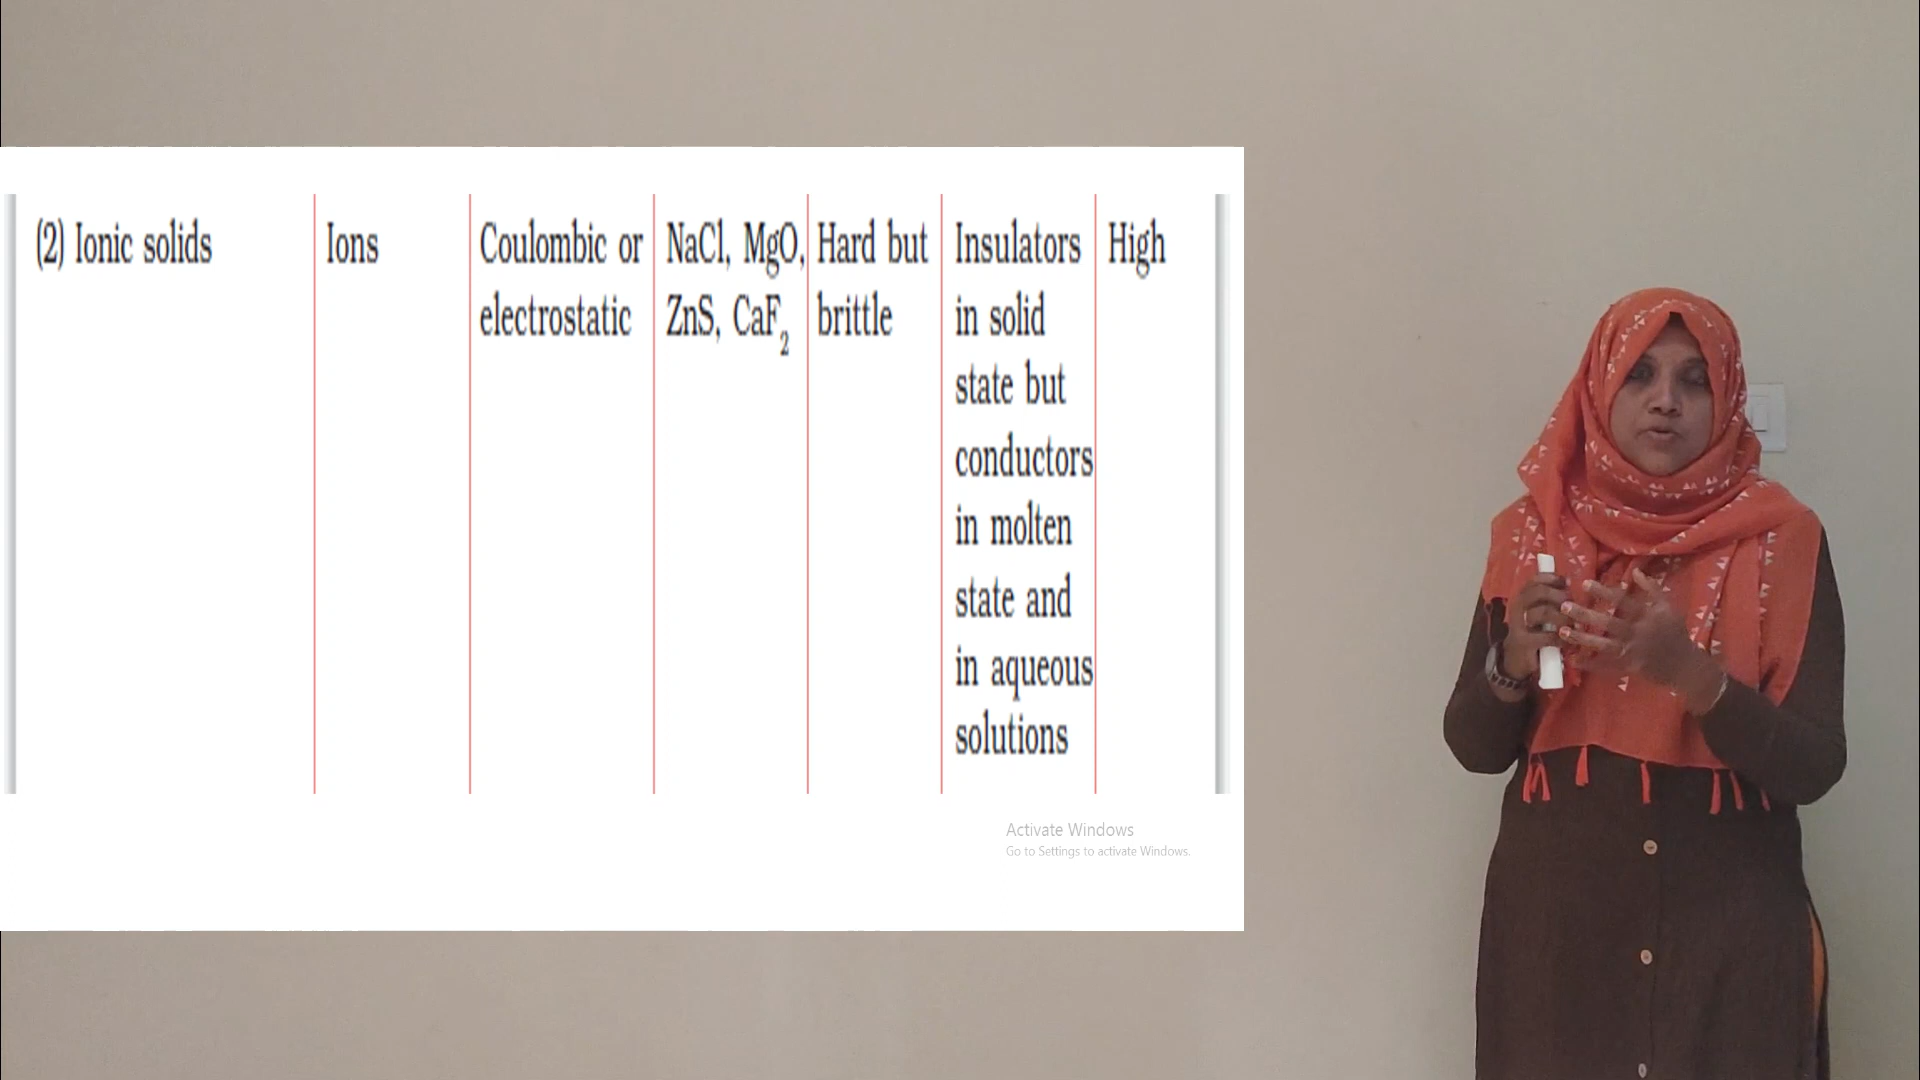 (2) Ionic solids
Ions
Coulombic or
electrostatic
NaCl, MgO,
ZnS, CaF₂
Hard but
brittle
Insulators
in solid
state but
conductors
in molten
state and
in aqueous
solutions
High
Activate Windows
Go to Settings to activate Windows.